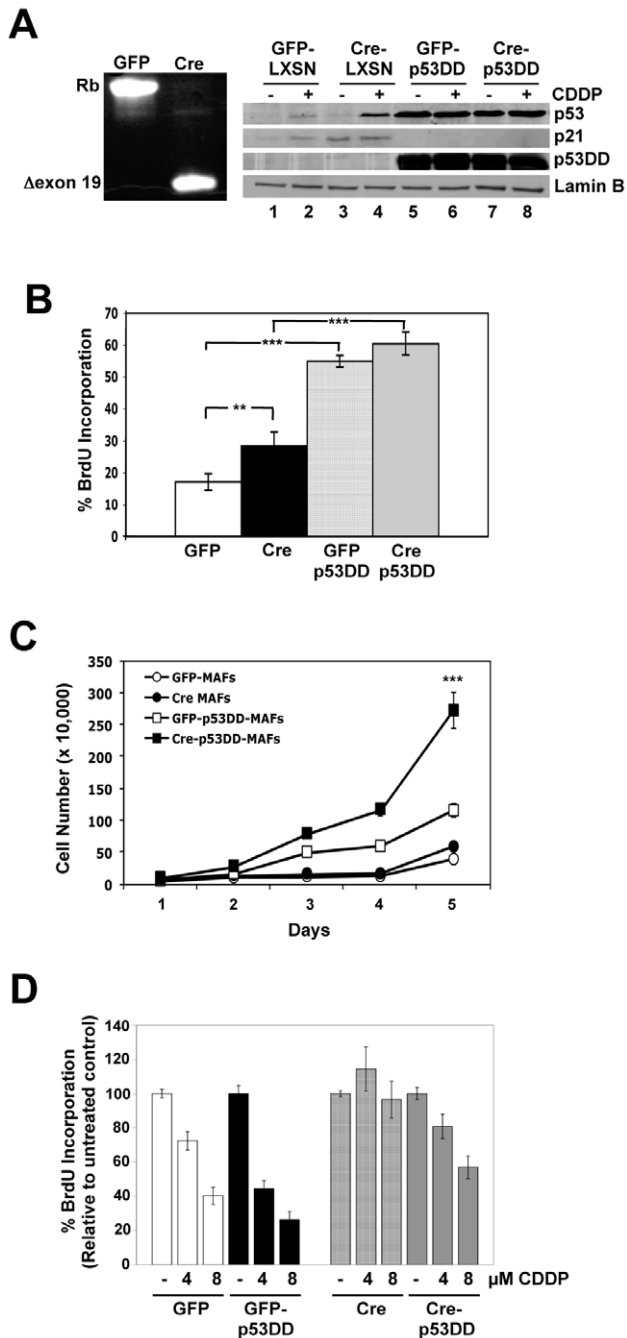 A
GFP Cre
Rb
Δexon 19
GFP- Cre- GFP- Cre-
LXSN LXSN p53DD p53DD
- + - + - + - + CDDP
p53
p21
p53DD
Lamin B
1 2 3 4 5 6 7 8
B
% BrdU Incorporation
70
60
50
40
30
20
10
0
***
***
**
GFP Cre GFP Cre
p53DD p53DD
C
Cell Number (x 10,000)
350
300
250
200
150
100
50
0
GFP-MAFs
Cre MAFs
GFP-p53DD-MAFs
Cre-p53DD-MAFs
***
1 2 3 4 5
Days
D
% BrdU Incorporation
(Relative to untreated control)
140
120
100
80
60
40
20
0
- 4 8 - 4 8 - 4 8 - 4 8 µM CDDP
GFP GFP- Cre Cre-
p53DD p53DD